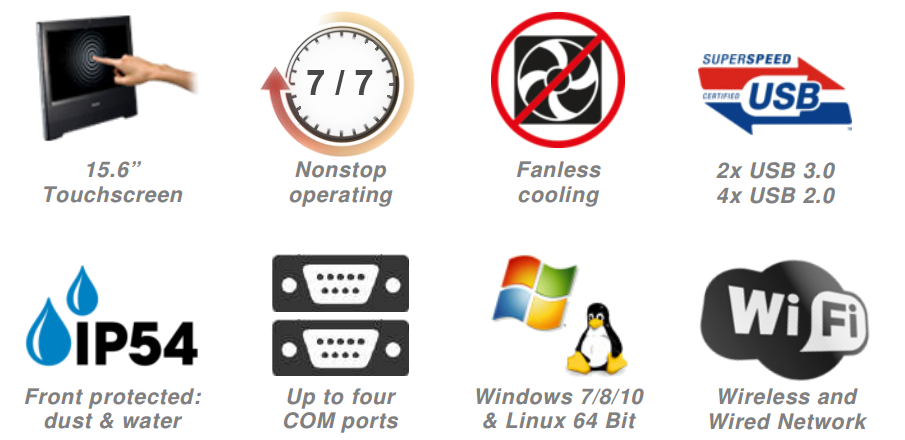 7 / 7
SUPERSPEED
CERTIFIED
USB
15.6”
Touchscreen
Nonstop
operating
Fanless
cooling
2x USB 3.0
4x USB 2.0
IP54
Wi Fi
Front protected:
dust & water
Up to four
COM ports
Windows 7/8/10
& Linux 64 Bit
Wireless and
Wired Network